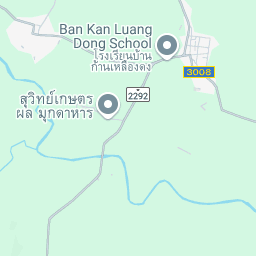 Ban Kan Luang
Dong School
โรงเรียนบ้าน
ก้านเหลืองดง
3008
2292
สุวิทย์เกษตร
ผล มุกดาหาร